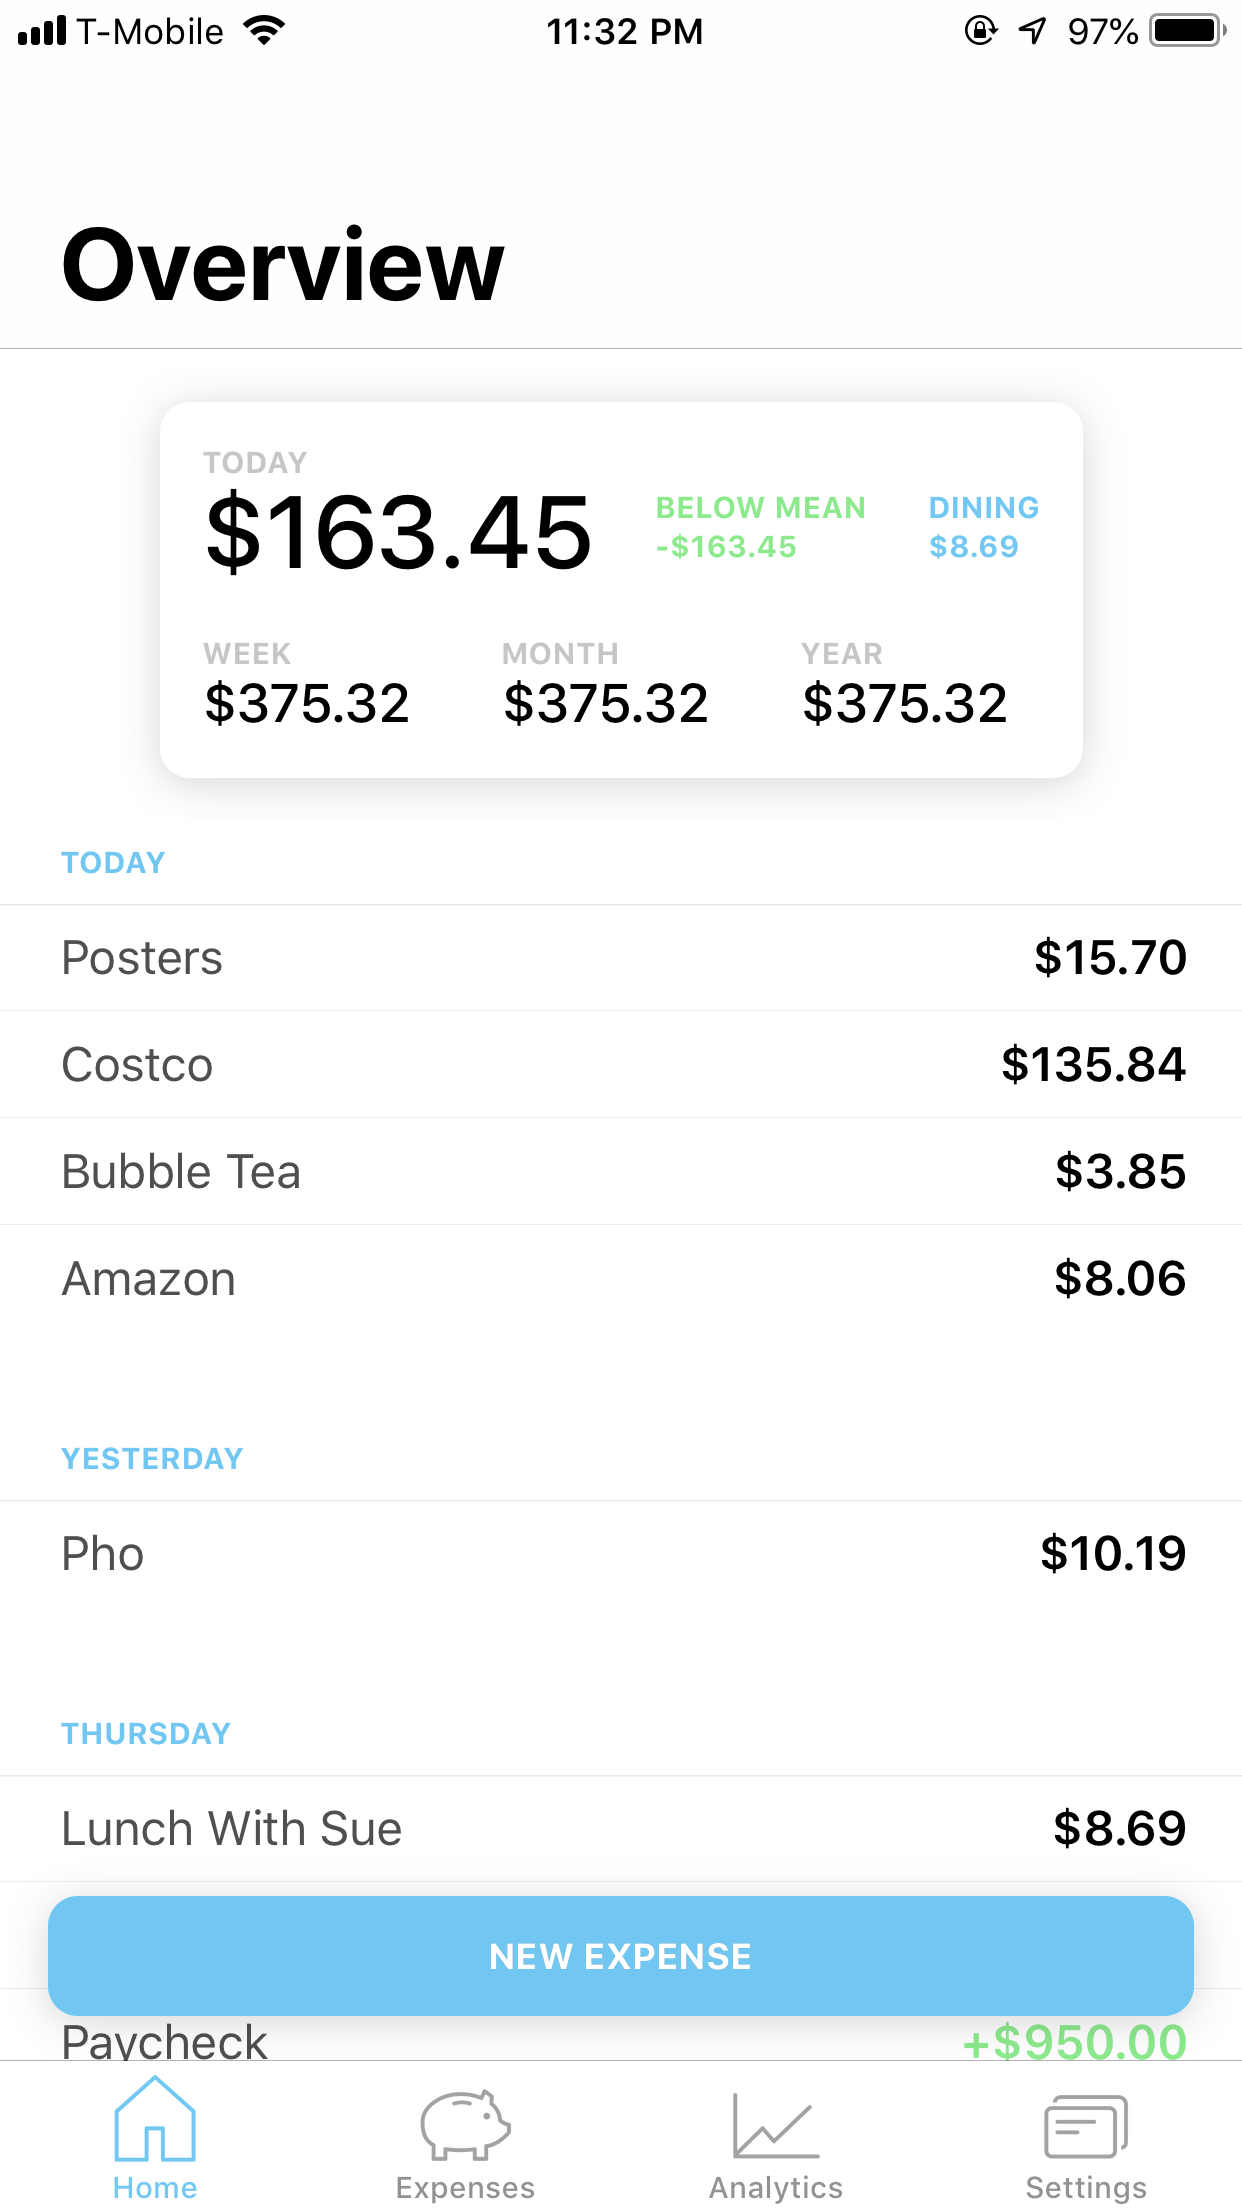 T-Mobile 11:32 PM 97%
Overview
TODAY
$163.45
BELOW MEAN
-$163.45
DINING
$8.69
WEEK
$375.32
MONTH
$375.32
YEAR
$375.32
TODAY
Posters $15.70
Costco $135.84
Bubble Tea $3.85
Amazon $8.06
YESTERDAY
Pho $10.19
THURSDAY
Lunch With Sue $8.69
NEW EXPENSE
Paycheck +$950.00
Home Expenses Analytics Settings